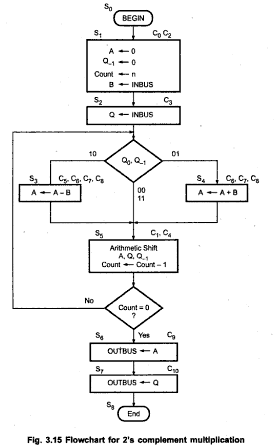 S0
BEGIN
S1
C0 C2
A ← 0
Q-1 ← 0
Count ← n
B ← INBUS
S2
C3
Q ← INBUS
10
Q0, Q-1
01
S3
C5, C6, C7, C8
A ← A – B
00
11
S4
C6, C7, C8
A ← A + B
S5
C1, C4
Arithmetic Shift
A, Q, Q-1
Count ← Count – 1
No
Count = 0
?
Yes
S6
C9
OUTBUS ← A
S7
C10
OUTBUS ← Q
S8
End
Fig. 3.15 Flowchart for 2's complement multiplication